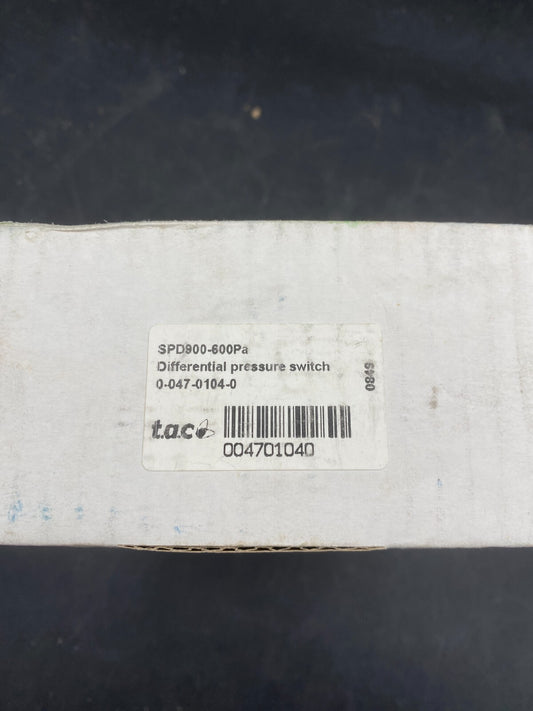 SPD900-600Pa
Differential pressure switch
0-047-0104-0
0849
t.a.c
004701040